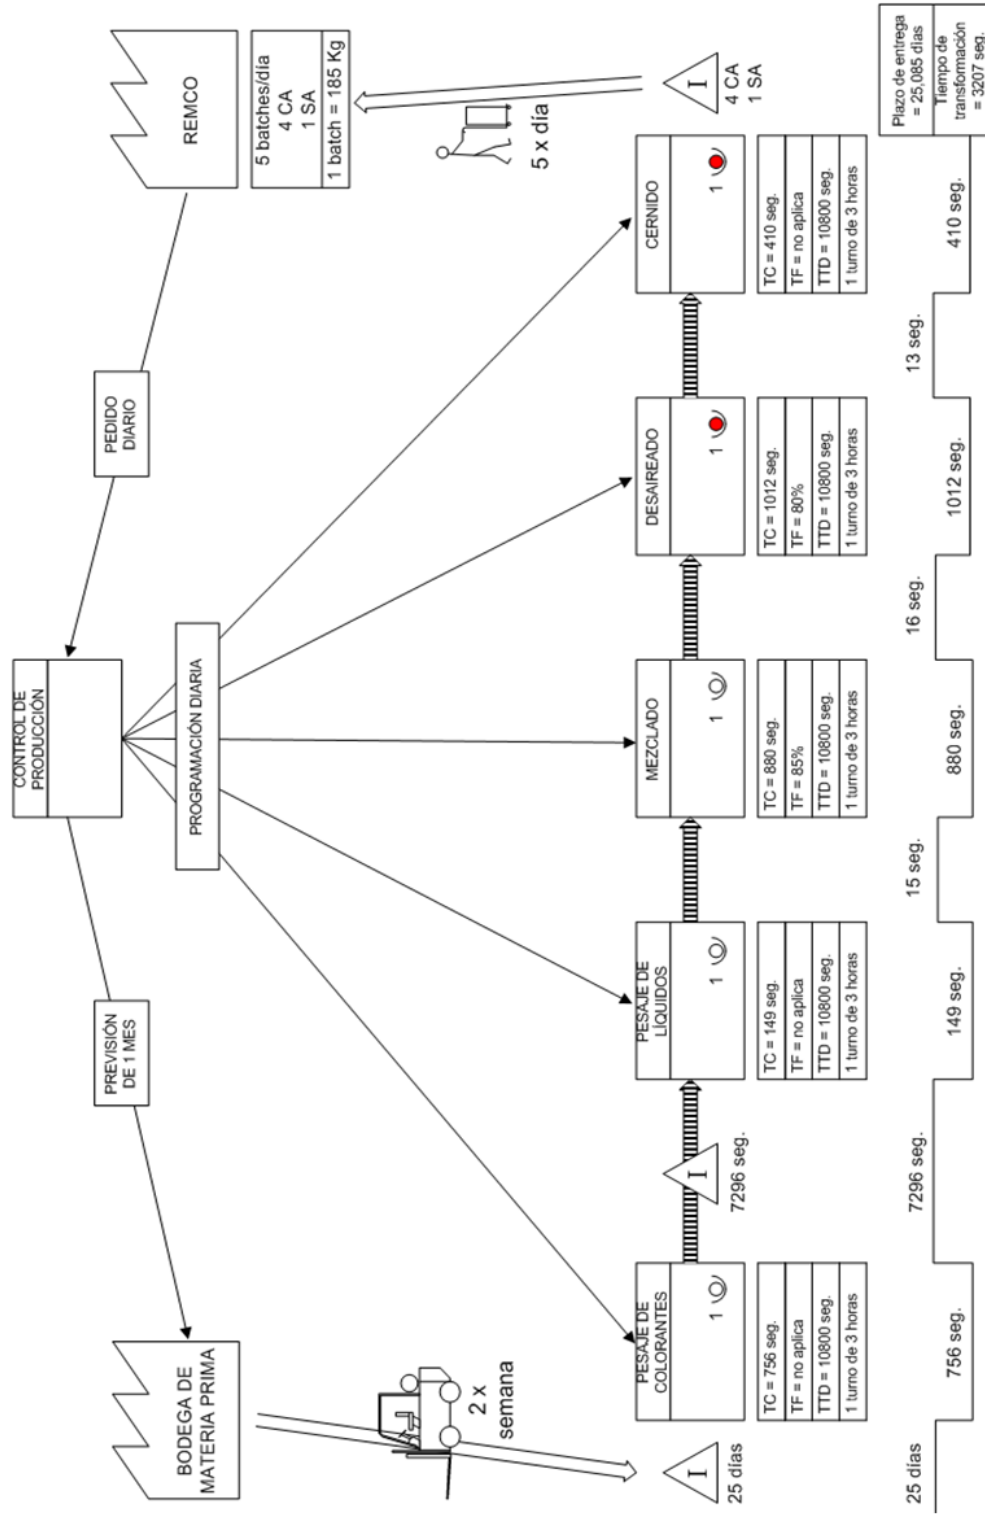 CONTROL DE
PRODUCCIÓN
BODEGA DE
MATERIA PRIMA
PREVISIÓN
DE 1 MES
PEDIDO
DIARIO
REMCO
5 batches/día
4 CA
1 SA
1 batch = 185 Kg
PROGRAMACIÓN DIARIA
2 x
semana
5 x día
I
25 días
PESAJE DE
COLORANTES
1
TC = 756 seg.
TF = no aplica
TTD = 10800 seg.
1 turno de 3 horas
I
7296 seg.
PESAJE DE
LÍQUIDOS
1
TC = 149 seg.
TF = no aplica
TTD = 10800 seg.
1 turno de 3 horas
MEZCLADO
1
TC = 880 seg.
TF = 85%
TTD = 10800 seg.
1 turno de 3 horas
DESAIREADO
1
TC = 1012 seg.
TF = 80%
TTD = 10800 seg.
1 turno de 3 horas
CERNIDO
1
TC = 410 seg.
TF = no aplica
TTD = 10800 seg.
1 turno de 3 horas
I
4 CA
1 SA
25 días
756 seg.
7296 seg.
149 seg.
15 seg.
880 seg.
16 seg.
1012 seg.
13 seg.
410 seg.
Plazo de entrega
= 25,085 días
Tiempo de
transformación
= 3207 seg.